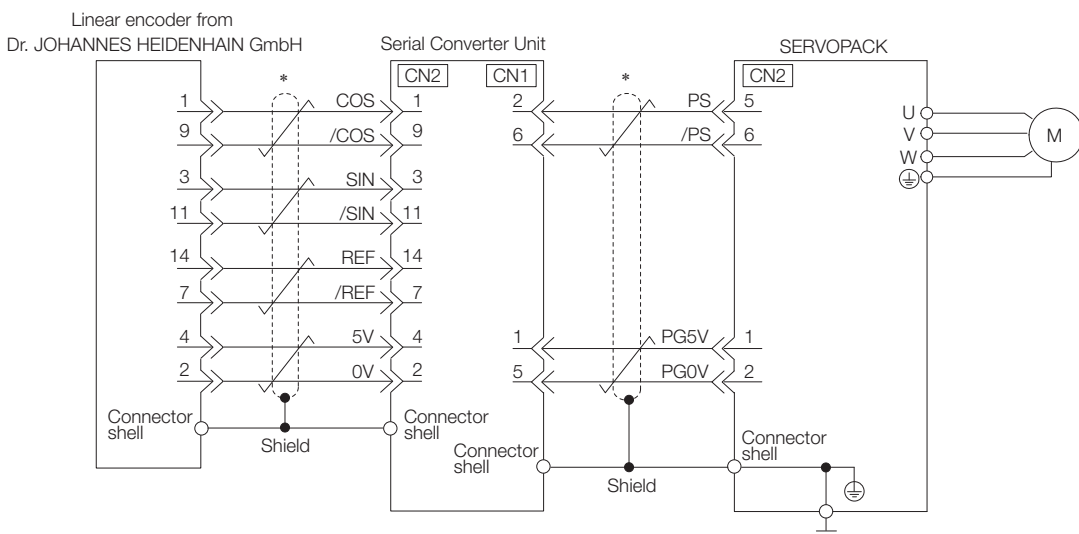 Linear encoder from
Dr. JOHANNES HEIDENHAIN GmbH
Serial Converter Unit
SERVOPACK
CN2
CN1
CN2
*
*
1 COS 1
9 /COS 9
3 SIN 3
11 /SIN 11
14 REF 14
7 /REF 7
4 5V 4
2 0V 2
Connector
shell
Shield
Connector
shell
2 PS 5
6 /PS 6
1 PG5V 1
5 PG0V 2
Connector
shell
Shield
Connector
shell
U
V
W
M